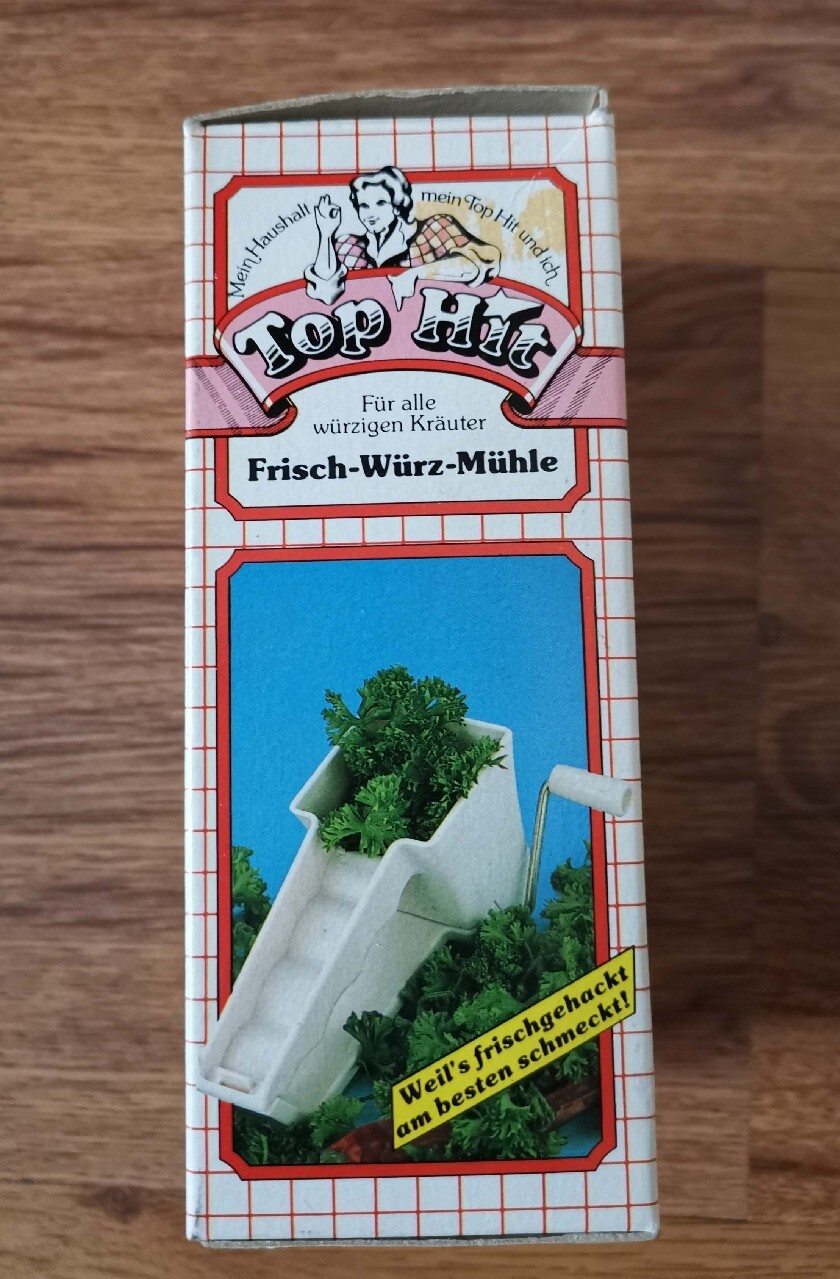 Mein Haushalt mein Top Hit und ich
Top Hit
Für alle
würzigen Kräuter
Frisch-Würz-Mühle
Weil's frischgehackt
am besten schmeckt!